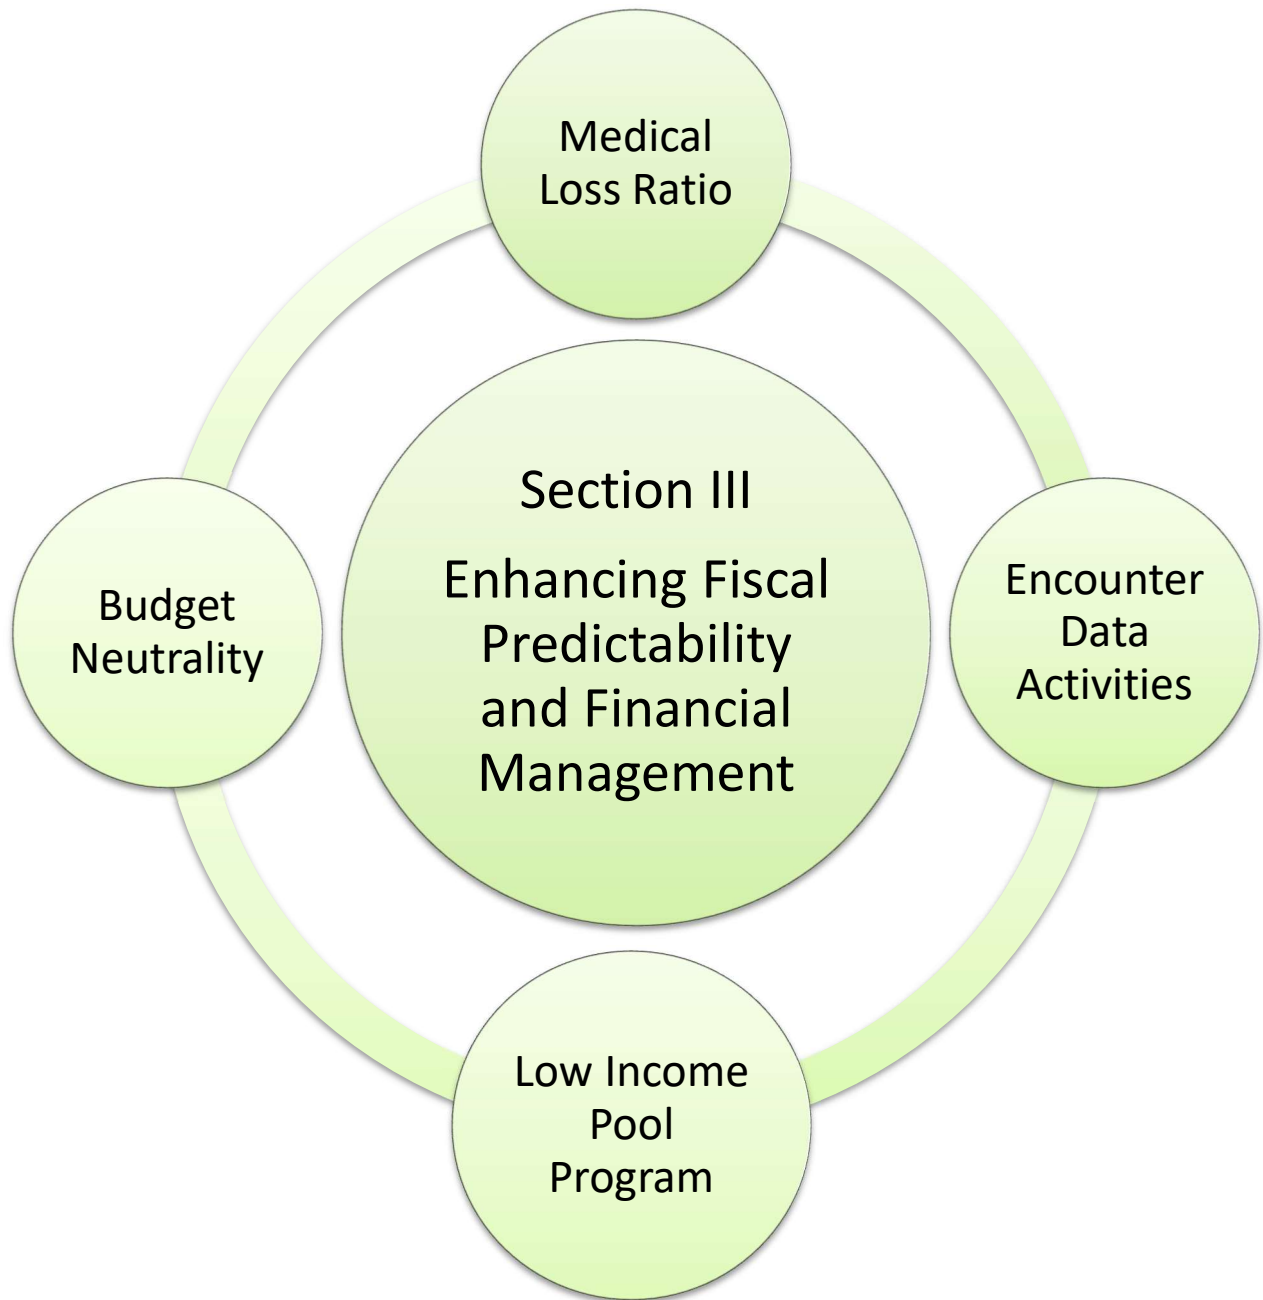 Medical
Loss Ratio
Section III
Enhancing Fiscal
Predictability
and Financial
Management
Encounter
Data
Activities
Budget
Neutrality
Low Income
Pool
Program